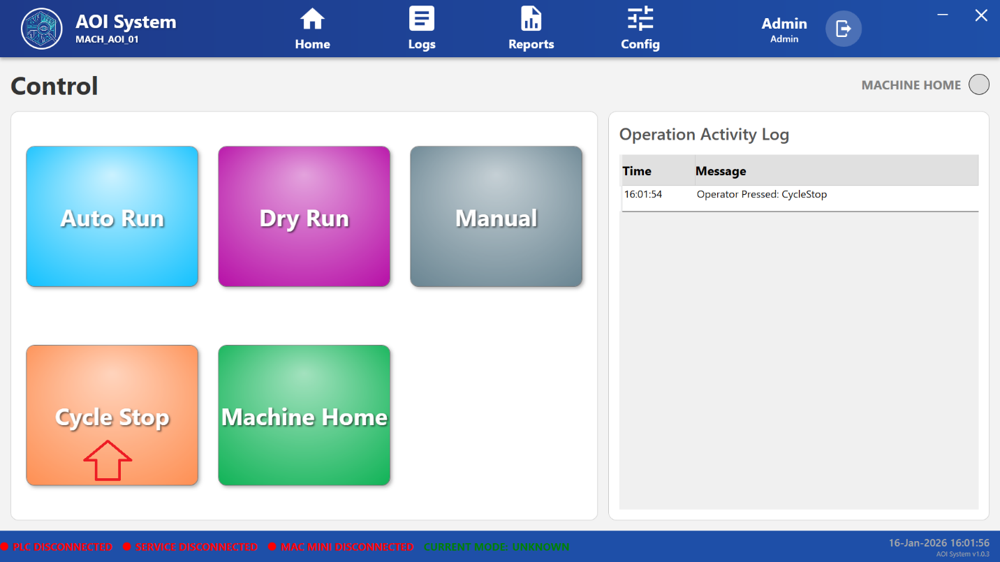 AOI System
MACH_AOI_01
Home
Logs
Reports
Config
Admin
Admin
Control
MACHINE HOME
Auto Run
Dry Run
Manual
Cycle Stop
Machine Home
Operation Activity Log
Time Message
16:01:54 Operator Pressed: CycleStop
PLC DISCONNECTED SERVICE DISCONNECTED MAC MINI DISCONNECTED CURRENT MODE: UNKNOWN
16-Jan-2026 16:01:56
AOI System v1.0.3